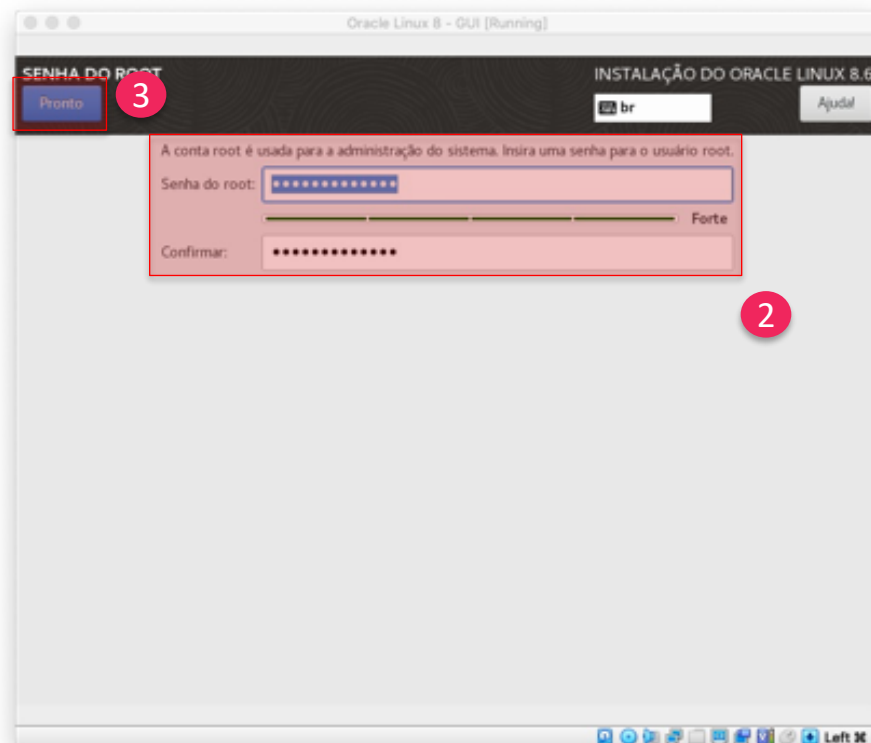 Oracle Linux 8 - GUI [Running]
SENHA DO ROOT
INSTALAÇÃO DO ORACLE LINUX 8.6
Pronto
3
br
Ajuda!
A conta root é usada para a administração do sistema. Insira uma senha para o usuário root.
Senha do root: •••••••••••••
Forte
Confirmar: •••••••••••••
2
Left ⌘